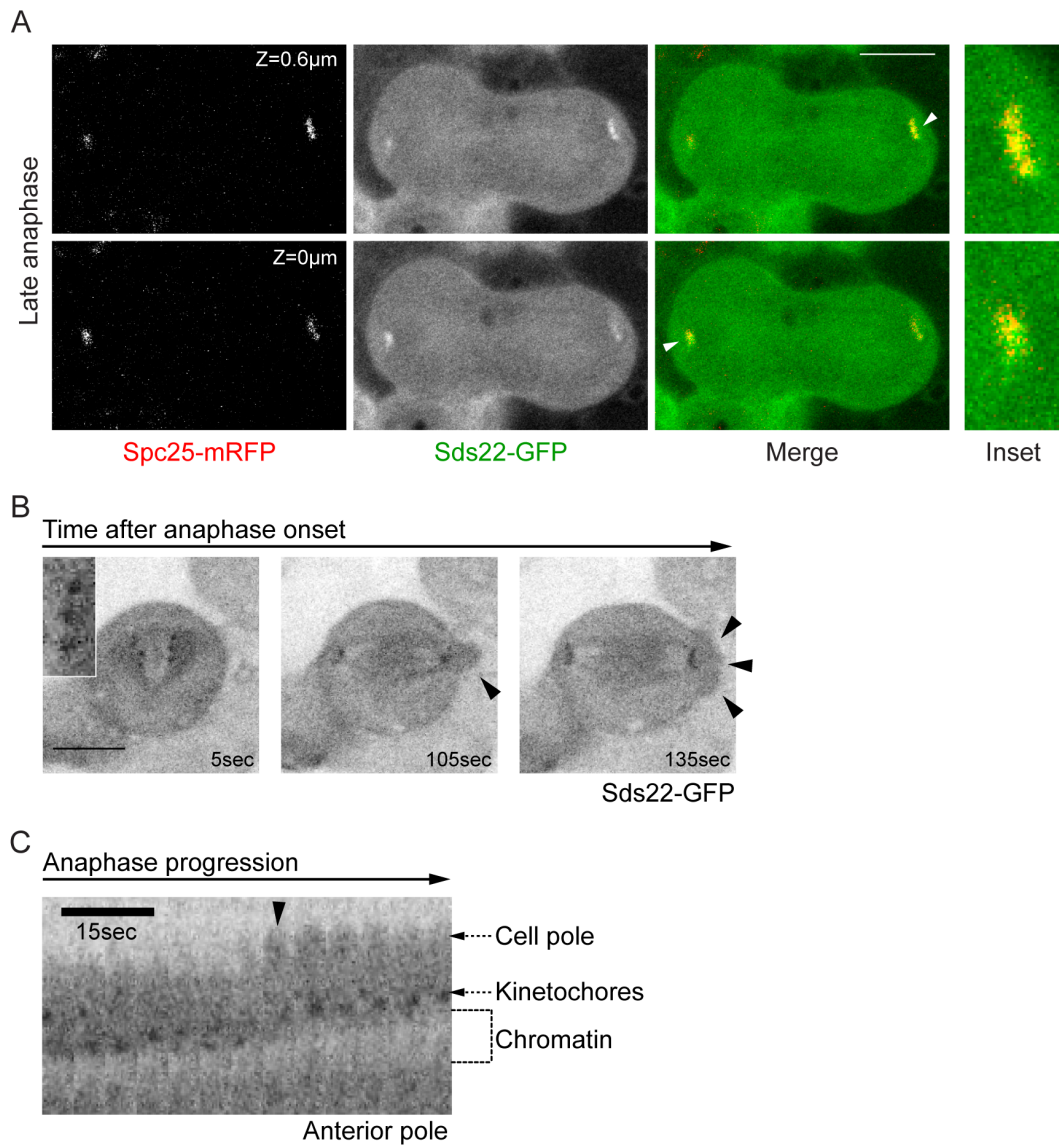 A
Late anaphase
Z=0.6µm
Z=0µm
Spc25-mRFP
Sds22-GFP
Merge
Inset
B
Time after anaphase onset
5sec
105sec
135sec
Sds22-GFP
C
Anaphase progression
15sec
Cell pole
Kinetochores
Chromatin
Anterior pole